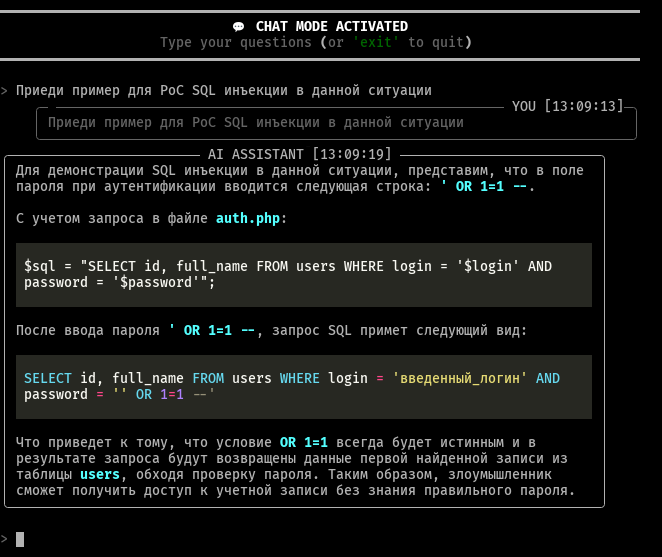 💬 CHAT MODE ACTIVATED
Type your questions (or 'exit' to quit)
> Приеди пример для PoC SQL инъекции в данной ситуации
YOU [13:09:13]
Приеди пример для PoC SQL инъекции в данной ситуации
AI ASSISTANT [13:09:19]
Для демонстрации SQL инъекции в данной ситуации, представим, что в поле
пароля при аутентификации вводится следующая строка: ' OR 1=1 --.
С учетом запроса в файле auth.php:
$sql = "SELECT id, full_name FROM users WHERE login = '$login' AND
password = '$password'";
После ввода пароля ' OR 1=1 --, запрос SQL примет следующий вид:
SELECT id, full_name FROM users WHERE login = 'введенный_логин' AND
password = '' OR 1=1 --'
Что приведет к тому, что условие OR 1=1 всегда будет истинным и в
результате запроса будут возвращены данные первой найденной записи из
таблицы users, обходя проверку пароля. Таким образом, злоумышленник
сможет получить доступ к учетной записи без знания правильного пароля.
>